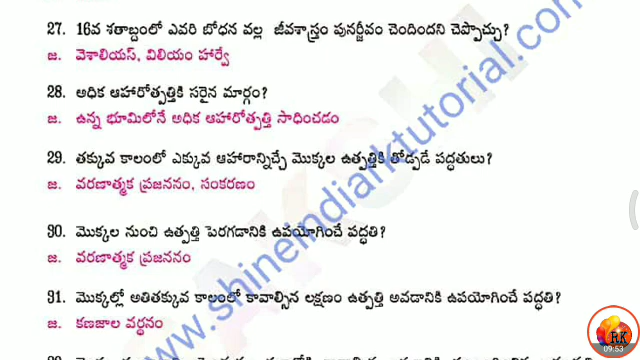 27. 16వ శతాబ్దంలో ఎవరి బోధన వల్ల జీవశాస్త్రం పునర్జీవం చెందిందని చెప్పొచ్చు?
జ. వెశాలియస్, విలియం హార్వే
28. అధిక ఆహారోత్పత్తికి సరైన మార్గం?
జ. ఉన్న భూమిలోనే అధిక ఆహారోత్పత్తి సాధించడం
29. తక్కువ కాలంలో ఎక్కువ ఆహారాన్నిచ్చే మొక్కల ఉత్పత్తికి తోడ్పడే పద్ధతులు?
జ. వరణాత్మక ప్రజననం, సంకరణం
30. మొక్కల నుంచి ఉత్పత్తి పెరగడానికి ఉపయోగించే పద్ధతి?
జ. వరణాత్మక ప్రజననం
31. మొక్కల్లో అతితక్కువ కాలంలో కావాల్సిన లక్షణం ఉత్పత్తి అవడానికి ఉపయోగించే పద్ధతి?
జ. కణజాల వర్ధనం
www.shineindiarktutorial.com
RK
09:53